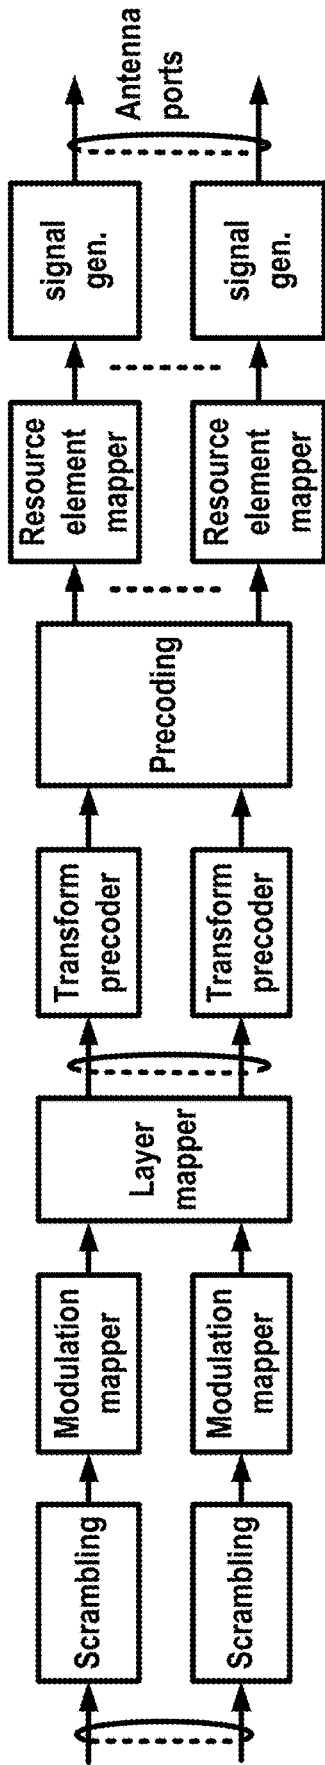 Scrambling
Scrambling
Modulation
mapper
Modulation
mapper
Layer
mapper
Transform
precoder
Transform
precoder
Precoding
Resource
element
mapper
Resource
element
mapper
signal
gen.
signal
gen.
Antenna
ports